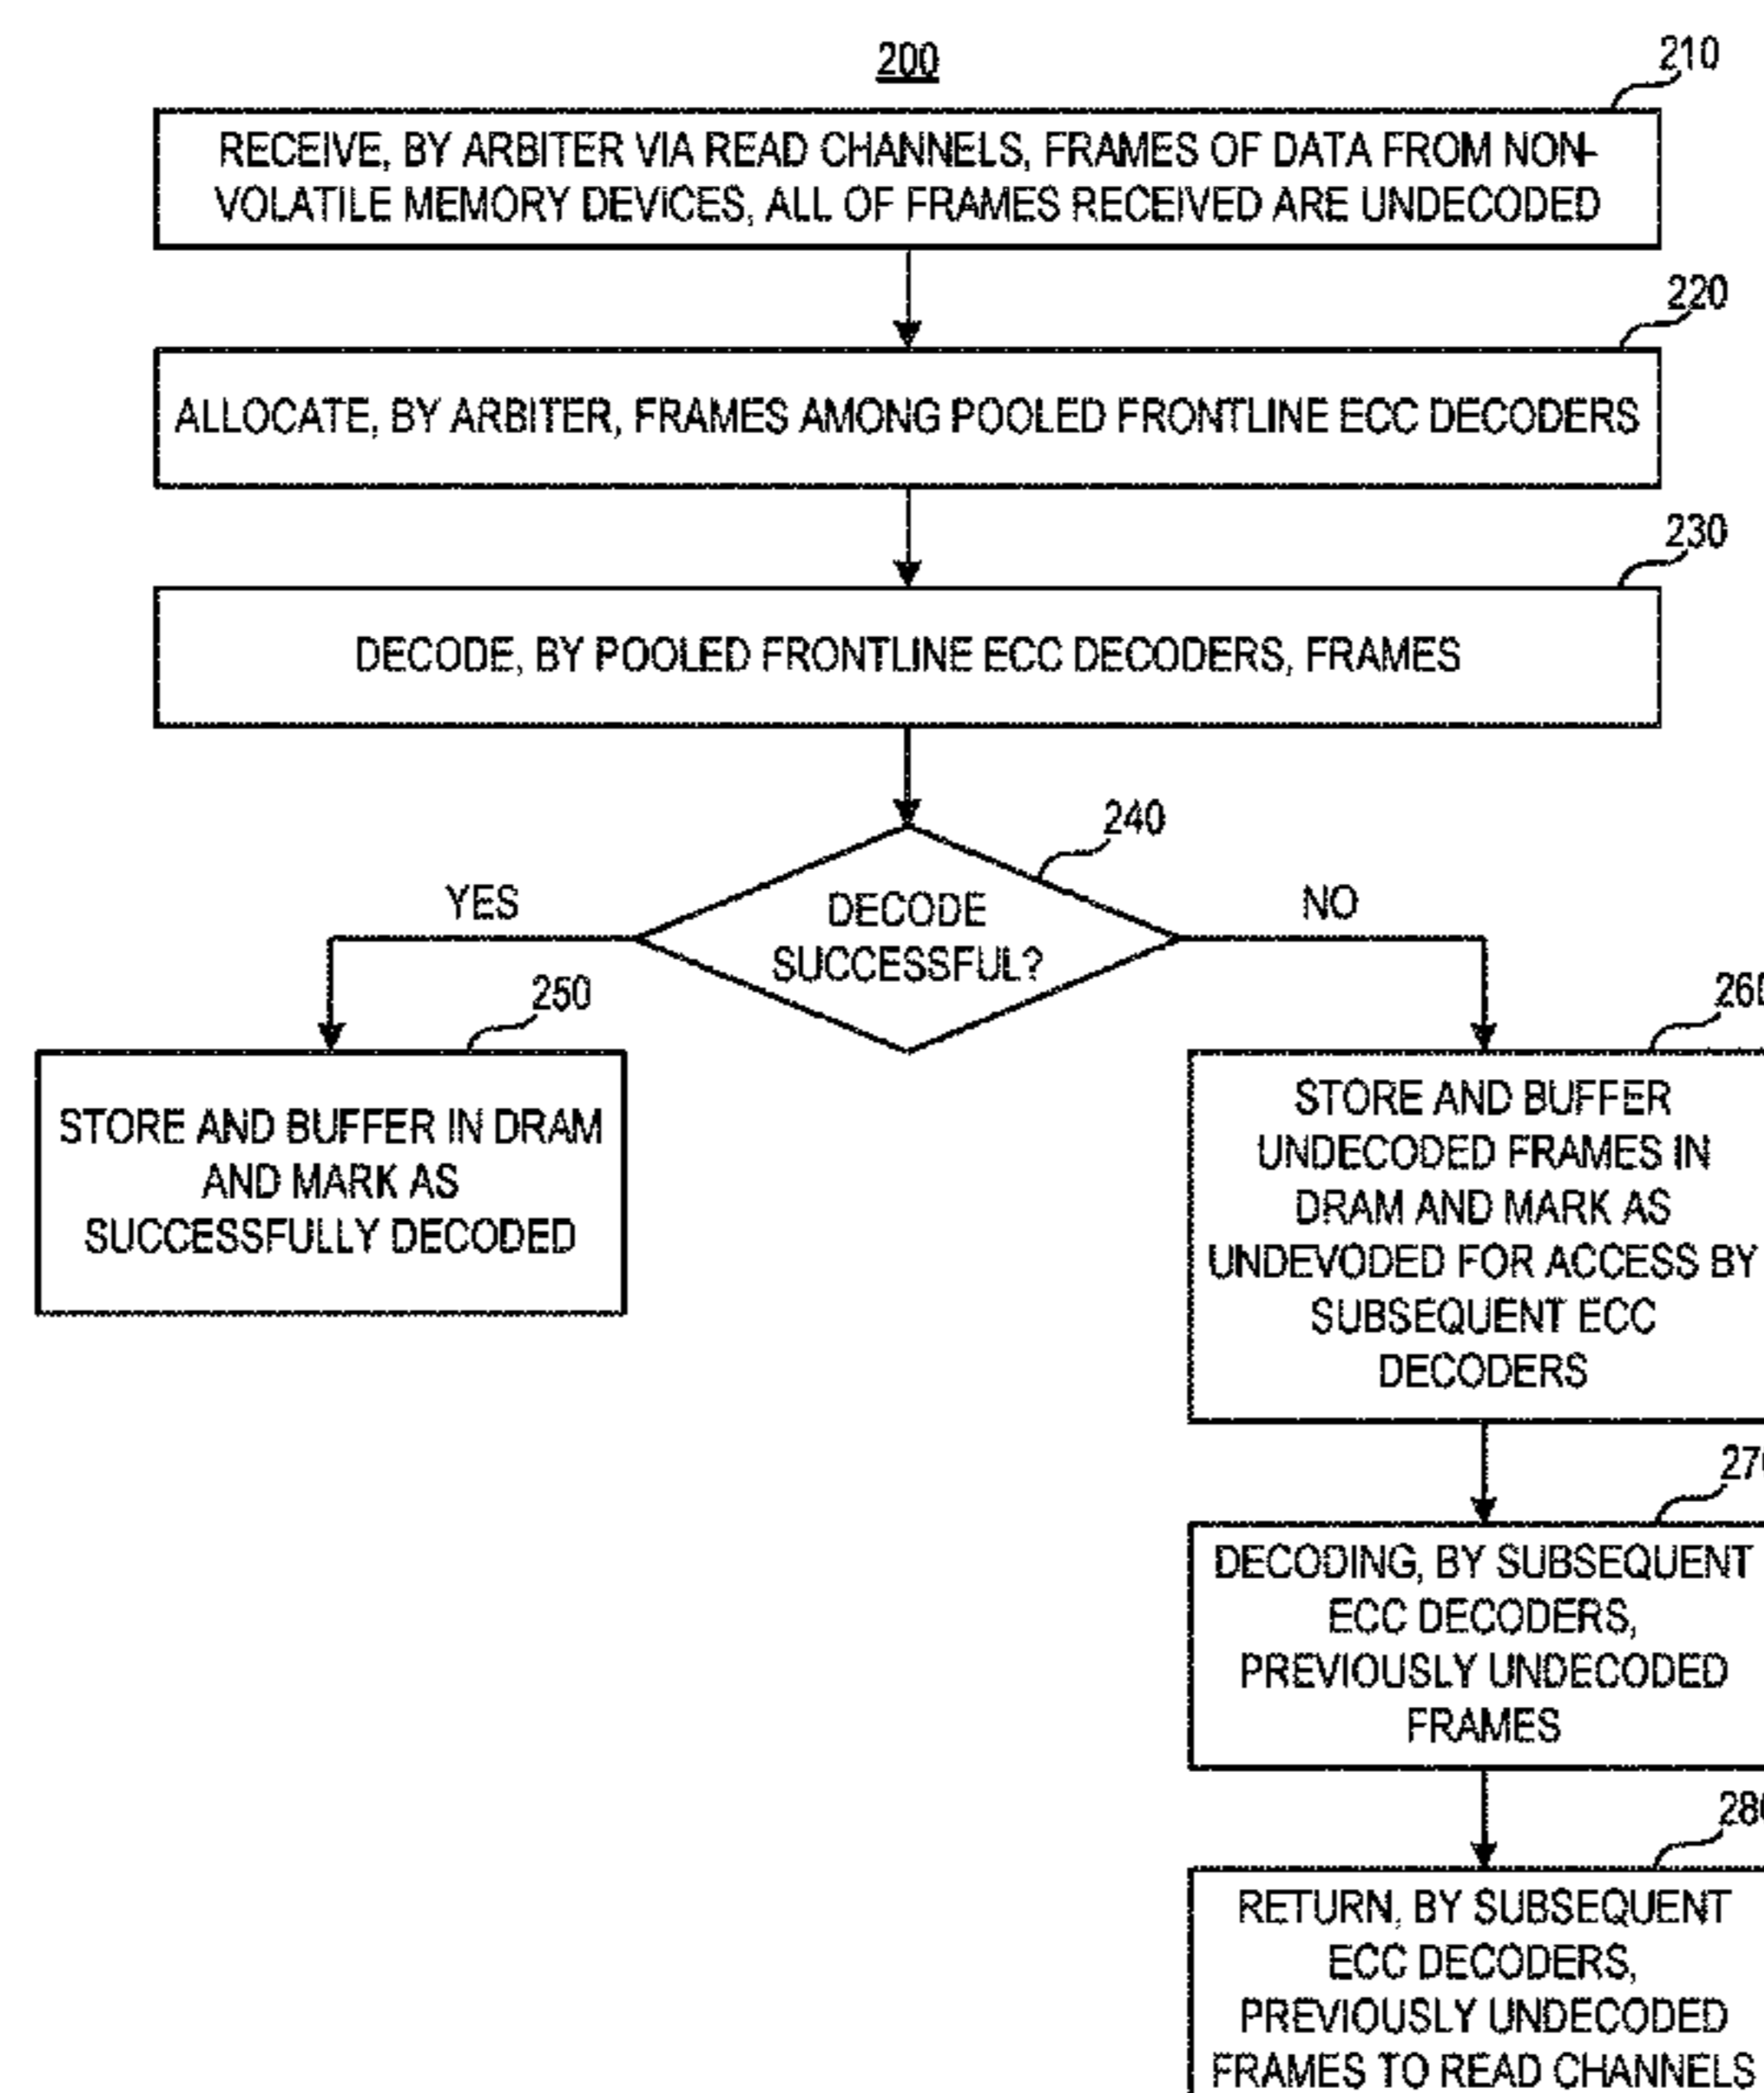 200
210
RECEIVE, BY ARBITER VIA READ CHANNELS, FRAMES OF DATA FROM NON-
VOLATILE MEMORY DEVICES, ALL OF FRAMES RECEIVED ARE UNDECODED
220
ALLOCATE, BY ARBITER, FRAMES AMONG POOLED FRONTLINE ECC DECODERS
230
DECODE, BY POOLED FRONTLINE ECC DECODERS, FRAMES
240
DECODE
SUCCESSFUL?
YES
NO
250
STORE AND BUFFER IN DRAM
AND MARK AS
SUCCESSFULLY DECODED
260
STORE AND BUFFER
UNDECODED FRAMES IN
DRAM AND MARK AS
UNDEVODED FOR ACCESS BY
SUBSEQUENT ECC
DECODERS
270
DECODING, BY SUBSEQUENT
ECC DECODERS,
PREVIOUSLY UNDECODED
FRAMES
280
RETURN, BY SUBSEQUENT
ECC DECODERS,
PREVIOUSLY UNDECODED
FRAMES TO READ CHANNELS